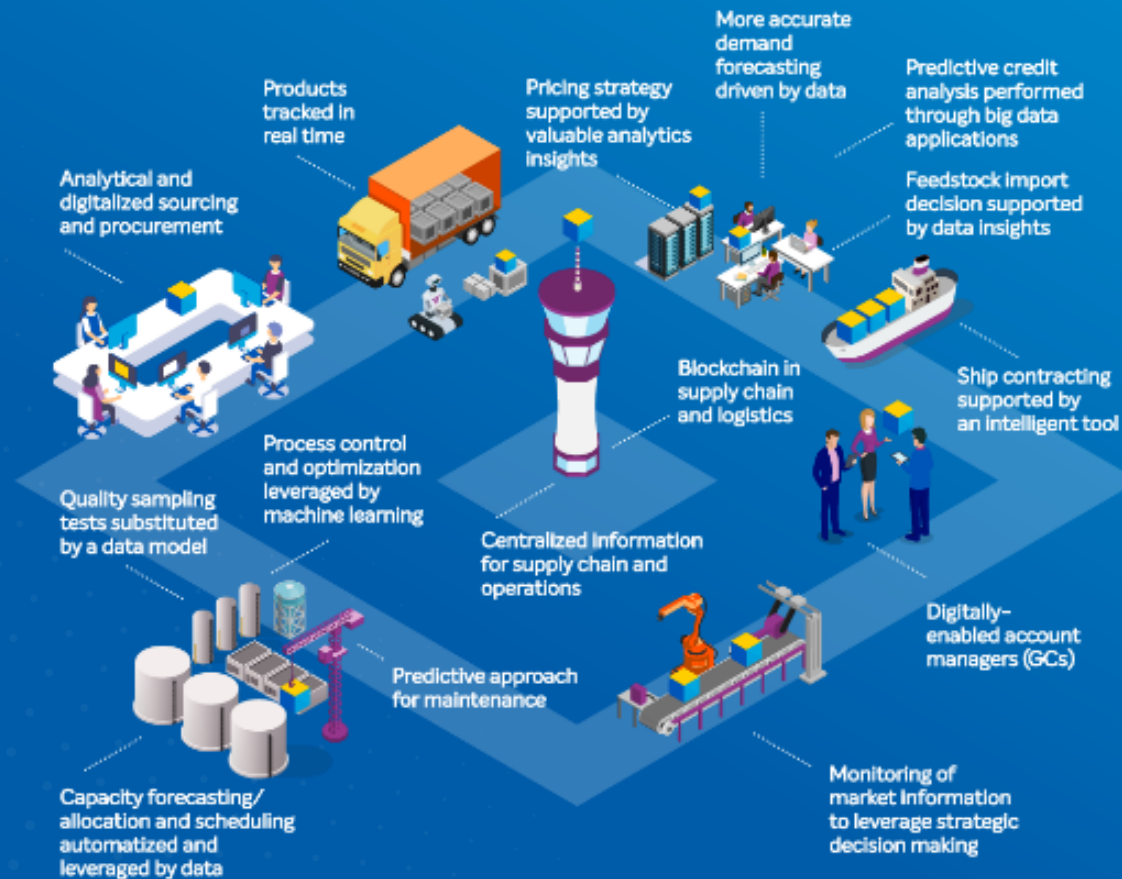 More accurate
demand
forecasting
driven by data
Predictive credit
analysis performed
through big data
applications
Products
tracked in
real time
Pricing strategy
supported by
valuable analytics
insights
Analytical and
digitalized sourcing
and procurement
Feedstock import
decision supported
by data insights
Blockchain in
supply chain
and logistics
Ship contracting
supported by
an intelligent tool
Process control
and optimization
leveraged by
machine learning
Quality sampling
tests substituted
by a data model
Centralized information
for supply chain and
operations
Digitally-
enabled account
managers (GCs)
Predictive approach
for maintenance
Monitoring of
market information
to leverage strategic
decision making
Capacity forecasting/
allocation and scheduling
automatized and
leveraged by data